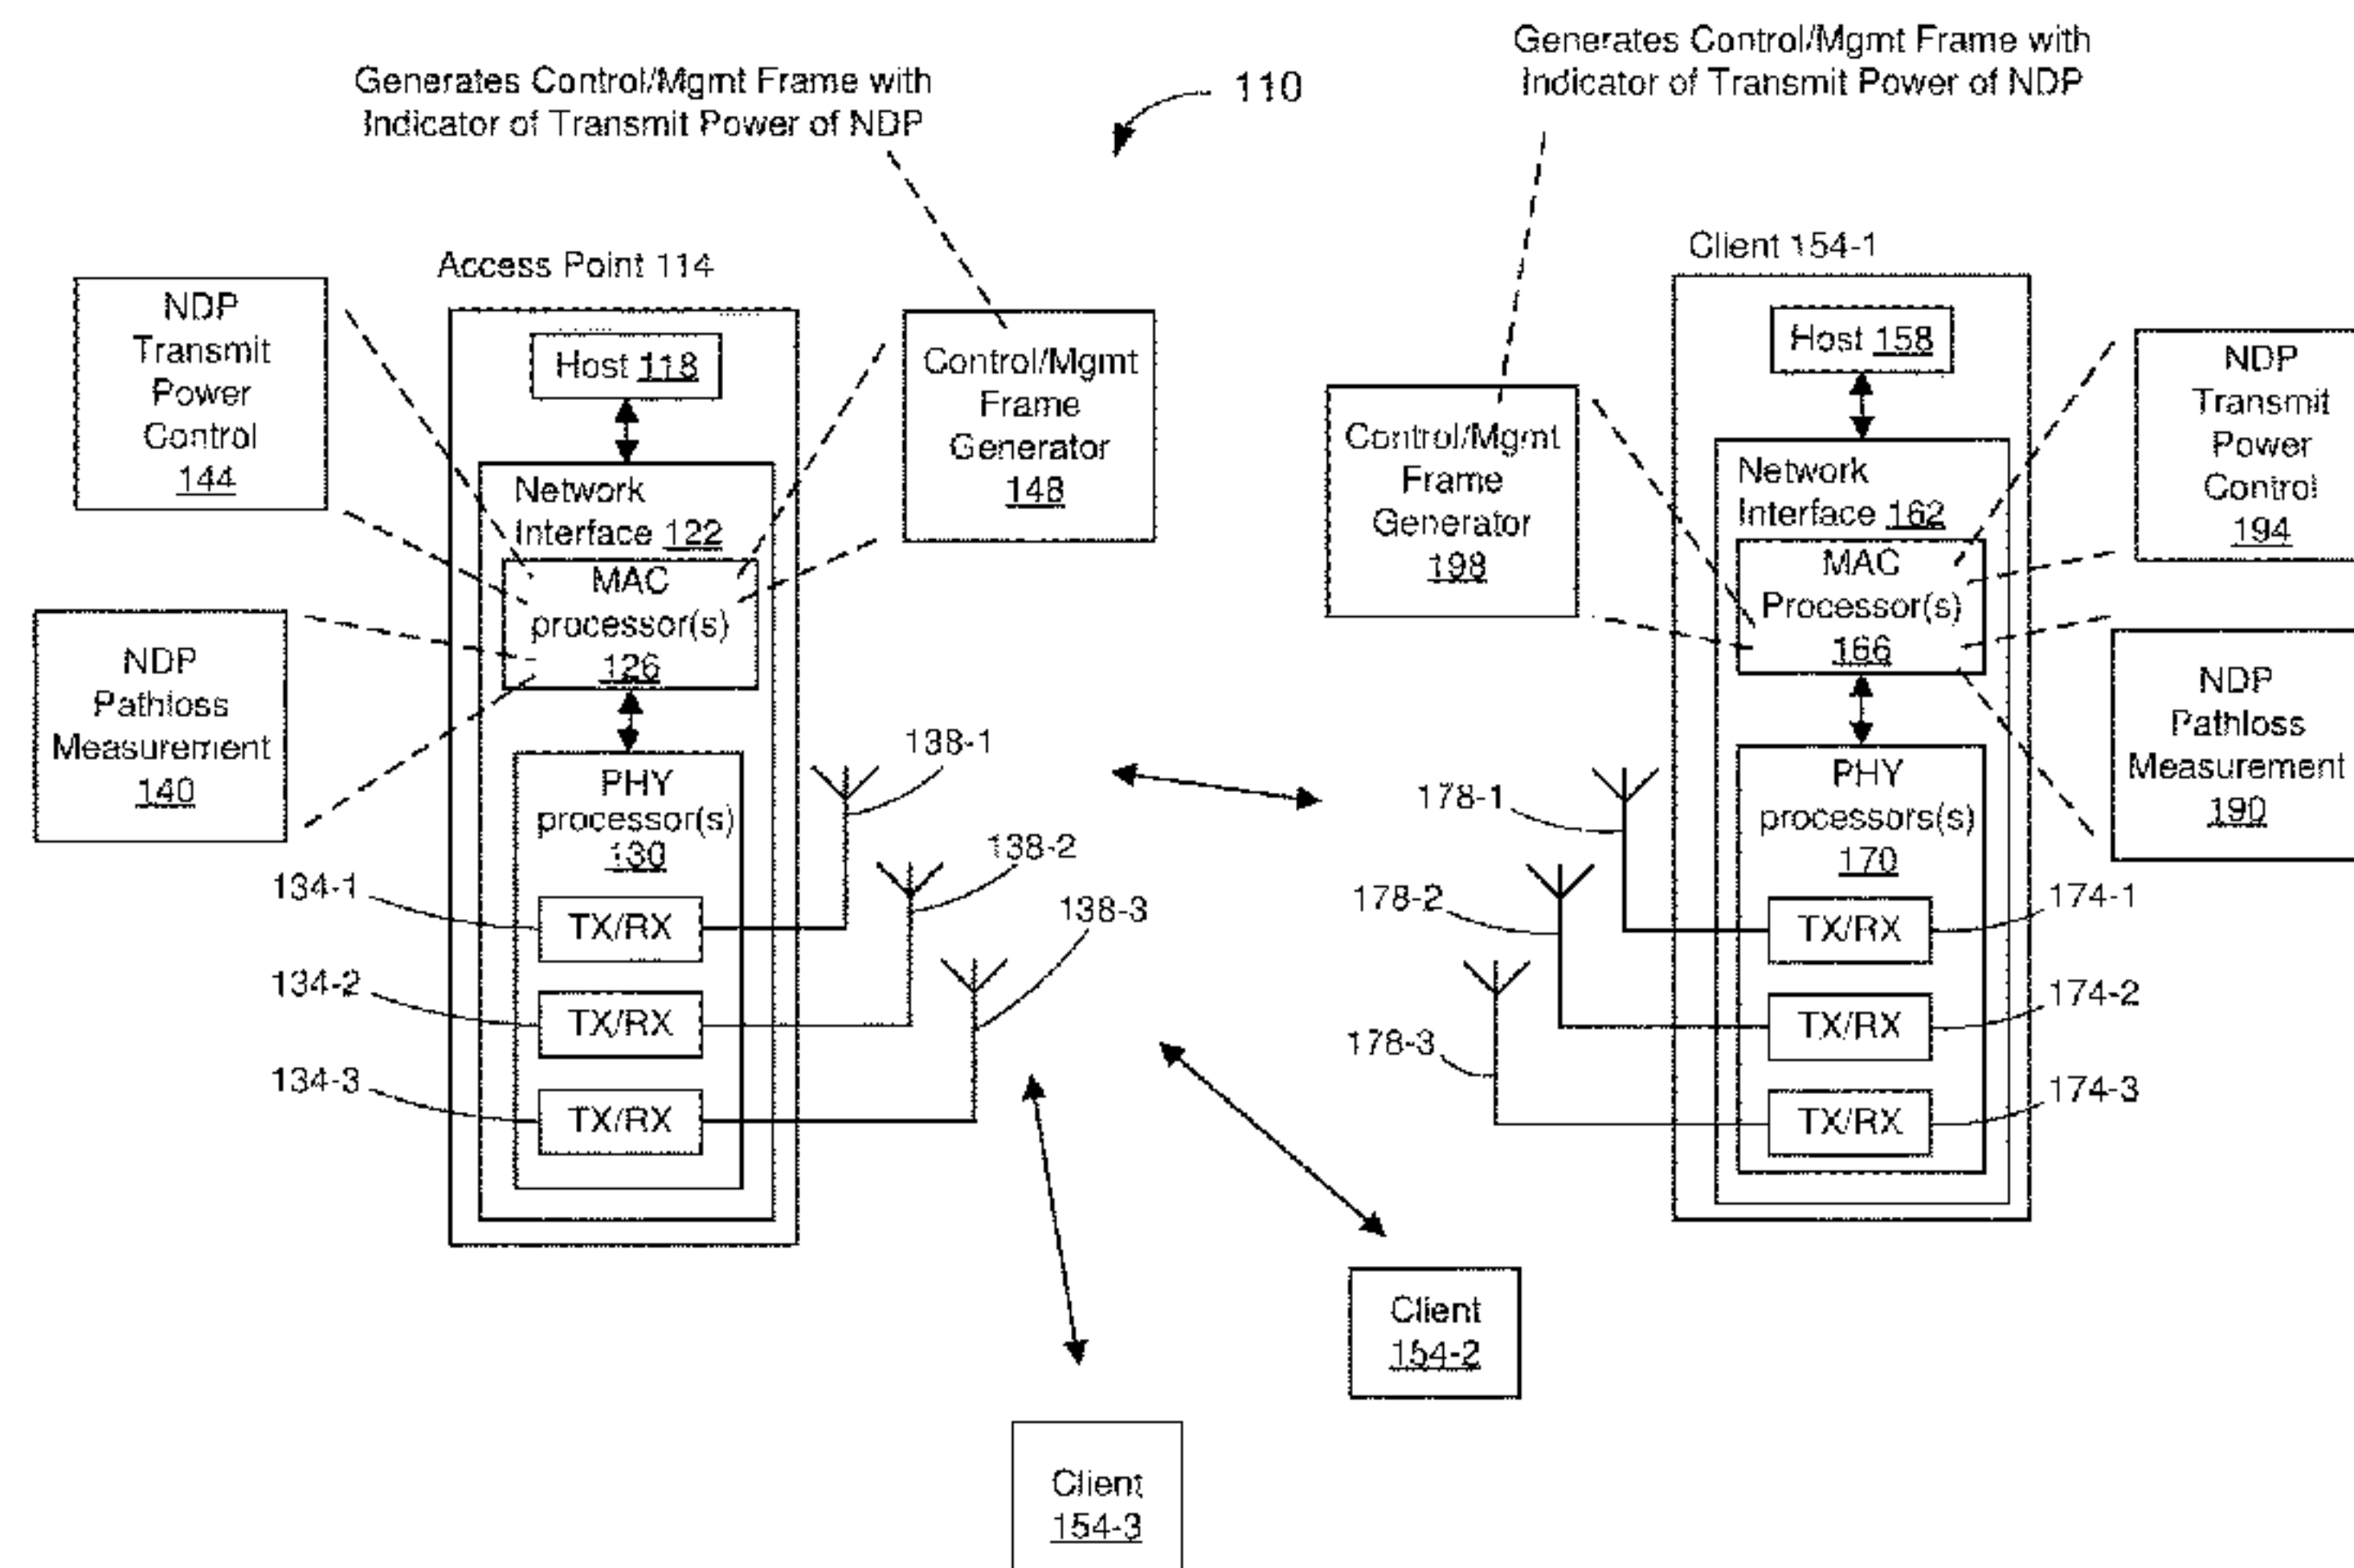 Generates Control/Mgmt Frame with
Indicator of Transmit Power of NDP
110
Generates Control/Mgmt Frame with
Indicator of Transmit Power of NDP
Access Point 114
NDP
Transmit
Power
Control
144
Host 118
Control/Mgmt
Frame
Generator
148
Network
Interface 122
MAC
processor(s)
126
NDP
Pathloss
Measurement
140
PHY
processor(s)
130
138-1
138-2
138-3
134-1
TX/RX
134-2
TX/RX
134-3
TX/RX
Client 154-1
Host 158
NDP
Transmit
Power
Control
194
Control/Mgmt
Frame
Generator
198
Network
Interface 162
MAC
Processor(s)
166
NDP
Pathloss
Measurement
190
PHY
processors(s)
170
178-1
178-2
178-3
TX/RX
174-1
TX/RX
174-2
TX/RX
174-3
Client
154-2
Client
154-3